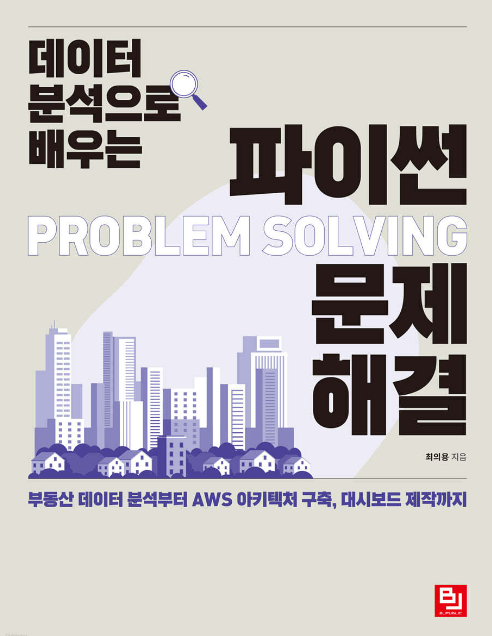 데이터
분석으로
배우는
파이썬
PROBLEM SOLVING
문제
해결
최의용 지음
부동산 데이터 분석부터 AWS 아키텍처 구축, 대시보드 제작까지
BJ
BJPUBLIC